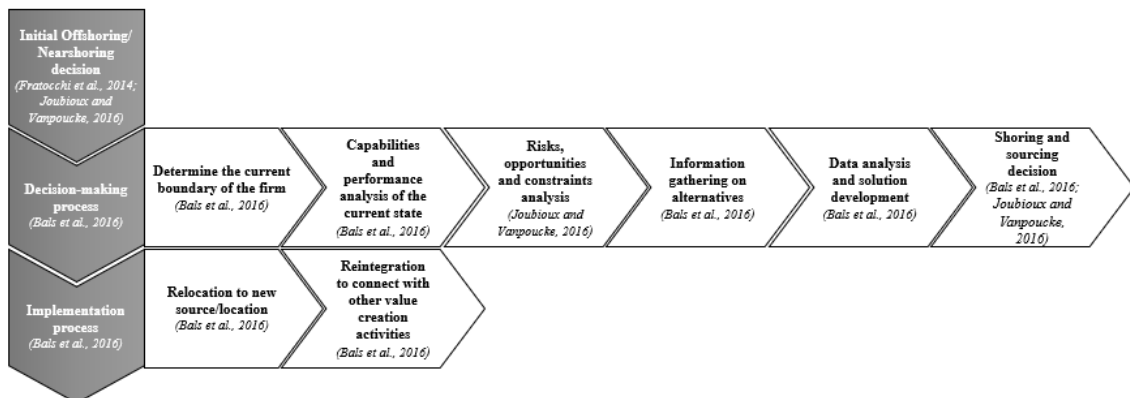 Initial Offshoring/
Nearshoring
decision
(Fratocchi et al., 2014;
Joubioux and
Vanpoucke, 2016)
Decision-making
process
(Bals et al., 2016)
Determine the current
boundary of the firm
(Bals et al., 2016)
Capabilities
and
performance
analysis of the
current state
(Bals et al., 2016)
Risks,
opportunities
and constraints
analysis
(Joubioux and
Vanpoucke, 2016)
Information
gathering on
alternatives
(Bals et al., 2016)
Data analysis
and solution
development
(Bals et al., 2016)
Shoring and
sourcing
decision
(Bals et al., 2016;
Joubioux and
Vanpoucke,
2016)
Implementation
process
(Bals et al., 2016)
Relocation to new
source/location
(Bals et al., 2016)
Reintegration
to connect with
other value
creation
activities
(Bals et al., 2016)